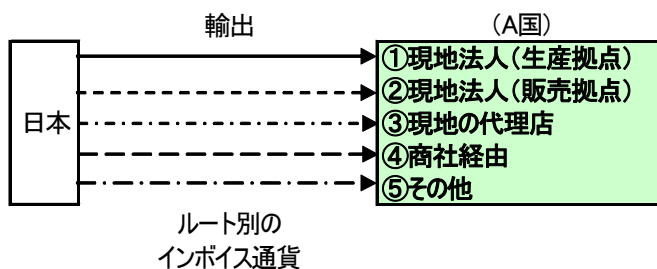 輸出
(A国)
日本
①現地法人(生産拠点)
②現地法人(販売拠点)
③現地の代理店
④商社経由
⑤その他
ルート別の
インボイス通貨